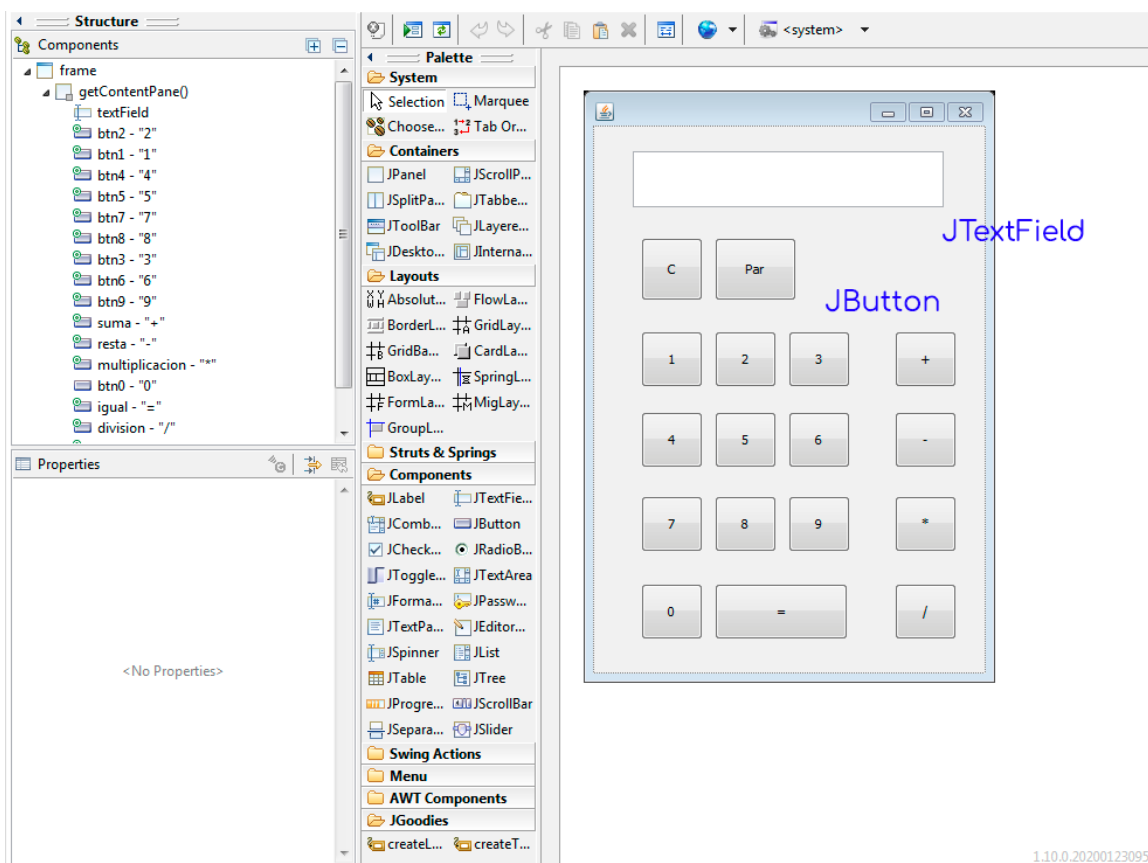 Structure
Components
frame
getContentPane()
textField
btn2 - "2"
btn1 - "1"
btn4 - "4"
btn5 - "5"
btn7 - "7"
btn8 - "8"
btn3 - "3"
btn6 - "6"
btn9 - "9"
suma - "+"
resta - "-"
multiplicacion - "*"
btn0 - "0"
igual - "="
division - "/"
Properties
<No Properties>
<system>
Palette
System
Selection Marquee
Choose... Tab Or...
Containers
JPanel JScrollP...
JSplitPa... JTabbe...
JToolBar JLayere...
JDeskto... JInterna...
Layouts
Absolut... FlowLa...
BorderL... GridLay...
GridBa... CardLa...
BoxLay... SpringL...
FormLa... MigLay...
GroupL...
Struts & Springs
Components
JLabel JTextFie...
JComb... JButton
JCheck... JRadioB...
JToggle... JTextArea
JForma... JPassw...
JTextPa... JEditor...
JSpinner JList
JTable JTree
JProgre... JScrollBar
JSepara... JSlider
Swing Actions
Menu
AWT Components
JGoodies
createL... createT...
JTextField
C Par
JButton
1 2 3 +
4 5 6 -
7 8 9 *
0 = /
1.10.0.20200123095